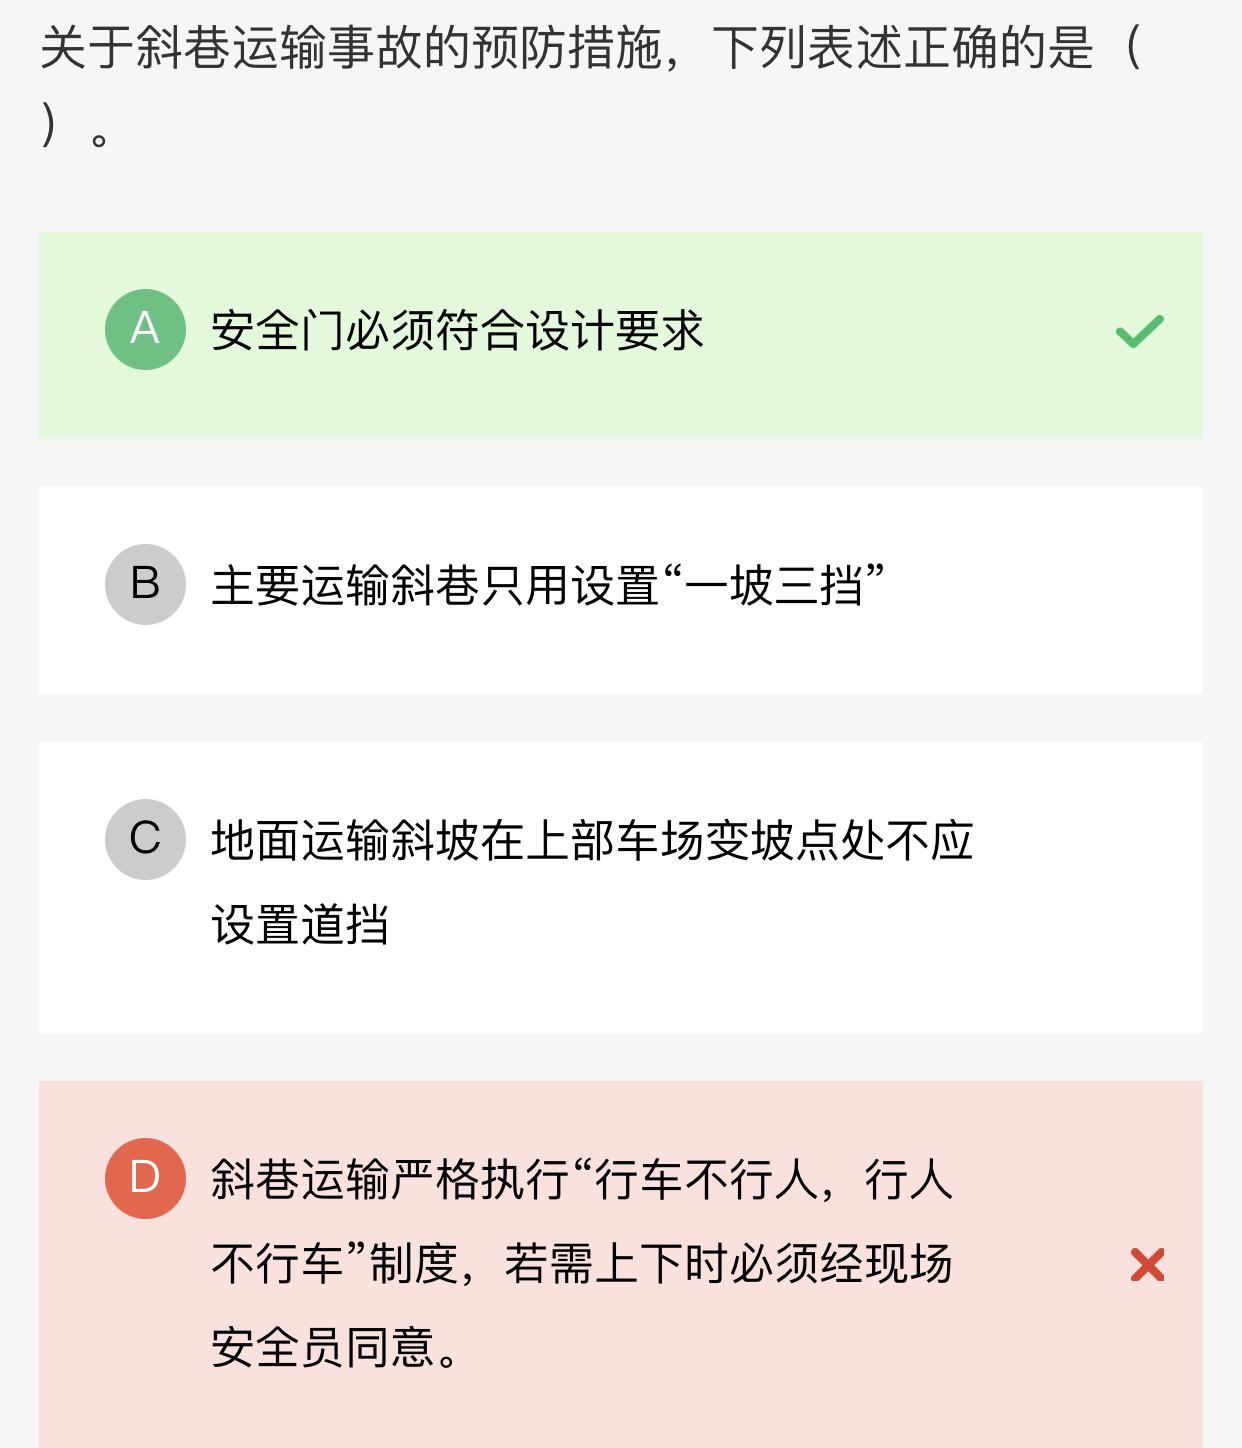 关于斜巷运输事故的预防措施，下列表述正确的是（
）。
A 安全门必须符合设计要求
B 主要运输斜巷只用设置“一坡三挡”
C 地面运输斜坡在上部车场变坡点处不应
设置道挡
D 斜巷运输严格执行“行车不行人，行人
不行车”制度，若需上下时必须经现场
安全员同意。